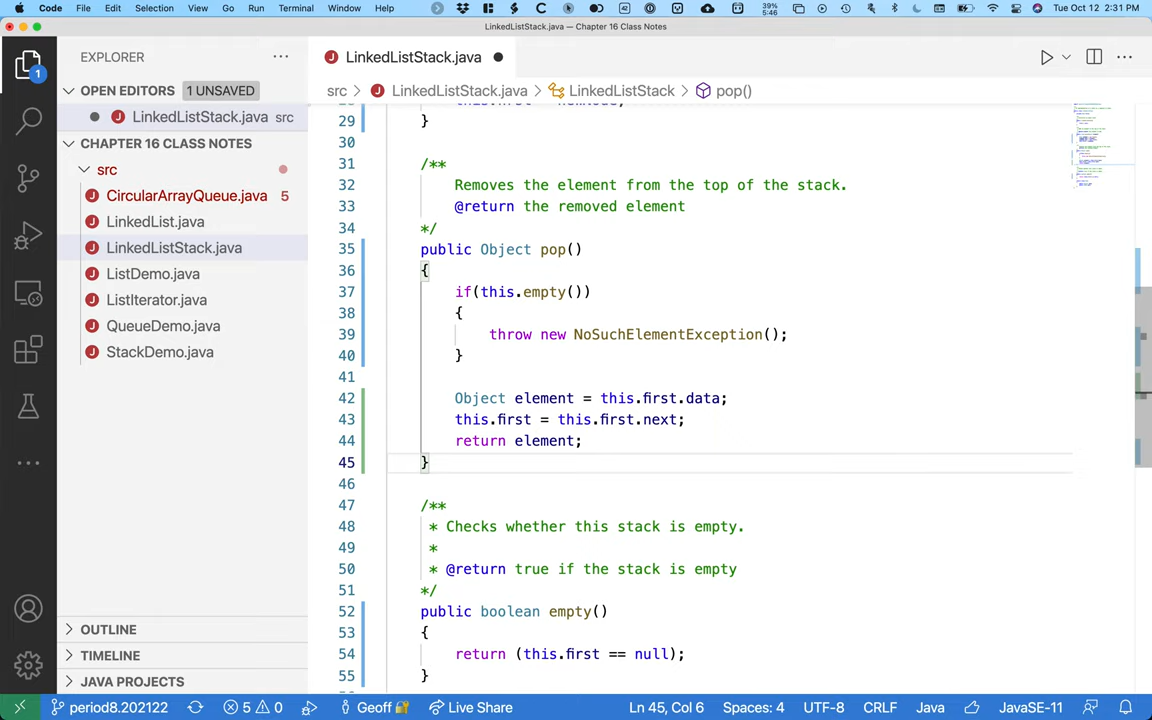 Code File Edit Selection View Go Run Terminal Window Help 42 39% 5:46 Tue Oct 12 2:31 PM
LinkedListStack.java — Chapter 16 Class Notes
EXPLORER
LinkedListStack.java
OPEN EDITORS 1 UNSAVED
src > LinkedListStack.java > LinkedListStack > pop()
LinkedListStack.java src
CHAPTER 16 CLASS NOTES
src
CircularArrayQueue.java 5
LinkedList.java
LinkedListStack.java
ListDemo.java
ListIterator.java
QueueDemo.java
StackDemo.java
OUTLINE
TIMELINE
JAVA PROJECTS
1
29 }
30
31 /**
32 Removes the element from the top of the stack.
33 @return the removed element
34 */
35 public Object pop()
36 {
37 if(this.empty())
38 {
39 throw new NoSuchElementException();
40 }
41
42 Object element = this.first.data;
43 this.first = this.first.next;
44 return element;
45 }
46
47 /**
48 * Checks whether this stack is empty.
49 *
50 * @return true if the stack is empty
51 */
52 public boolean empty()
53 {
54 return (this.first == null);
55 }
period8.202122 5 0 Geoff Live Share Ln 45, Col 6 Spaces: 4 UTF-8 CRLF Java JavaSE-11